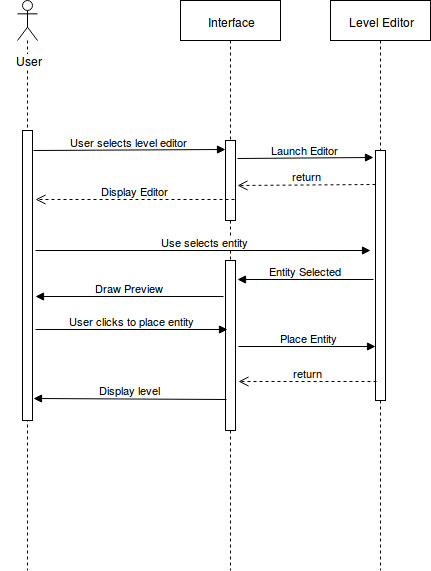 Interface
Level Editor
User
User selects level editor
Launch Editor
return
Display Editor
Use selects entity
Entity Selected
Draw Preview
User clicks to place entity
Place Entity
return
Display level